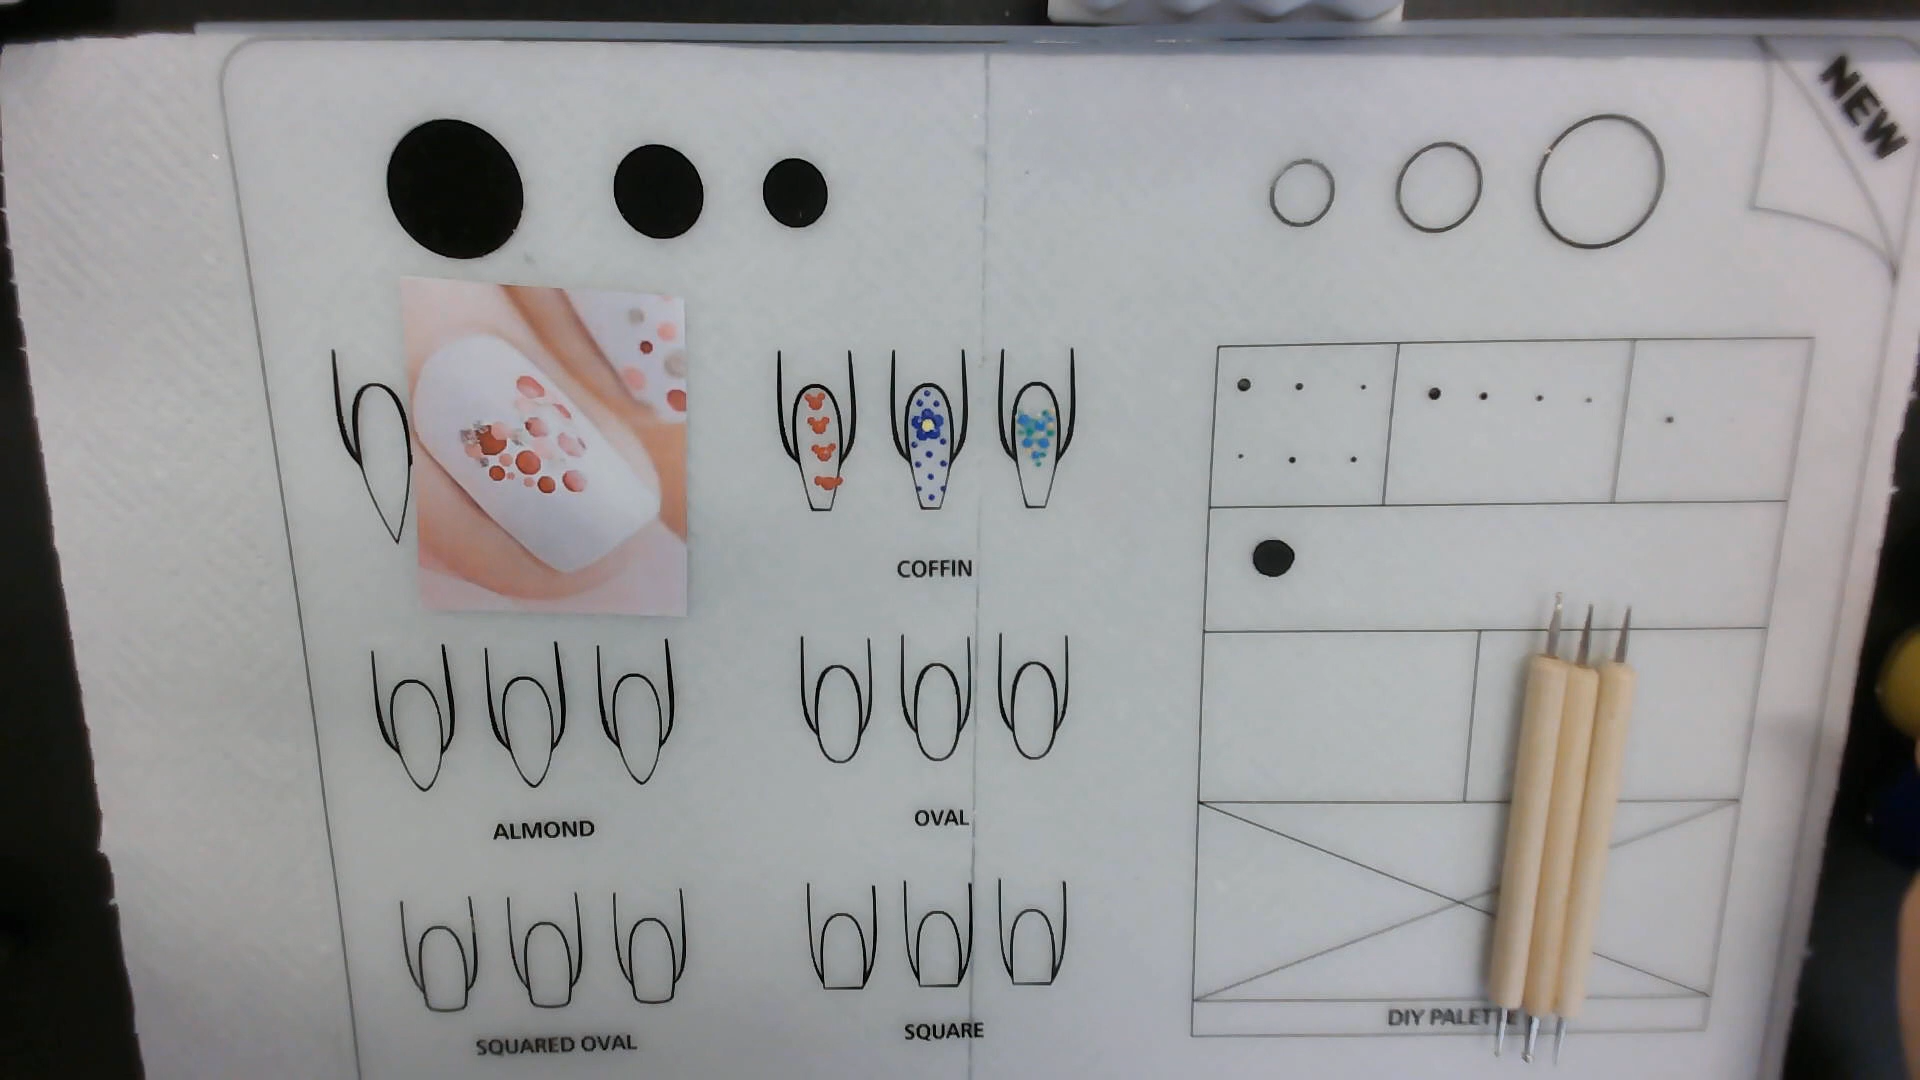 NEW
COFFIN
ALMOND
OVAL
SQUARED OVAL
SQUARE
DIY PALETTE